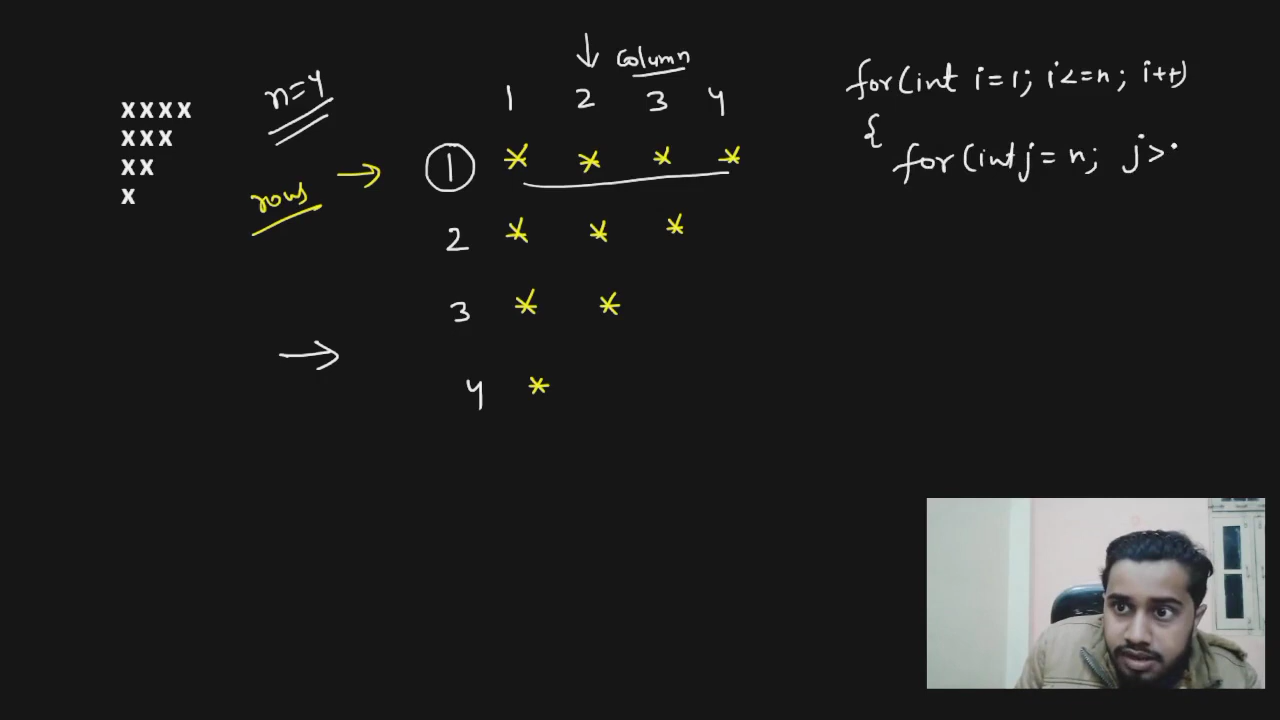 XXXX
XXX
XX
X
n=4
rows
↓ Column
1 2 3 4
1 * * * *
2 * * *
3 * *
4 *
for(int i=1; i<=n; i++)
{
for(int j=n; j>